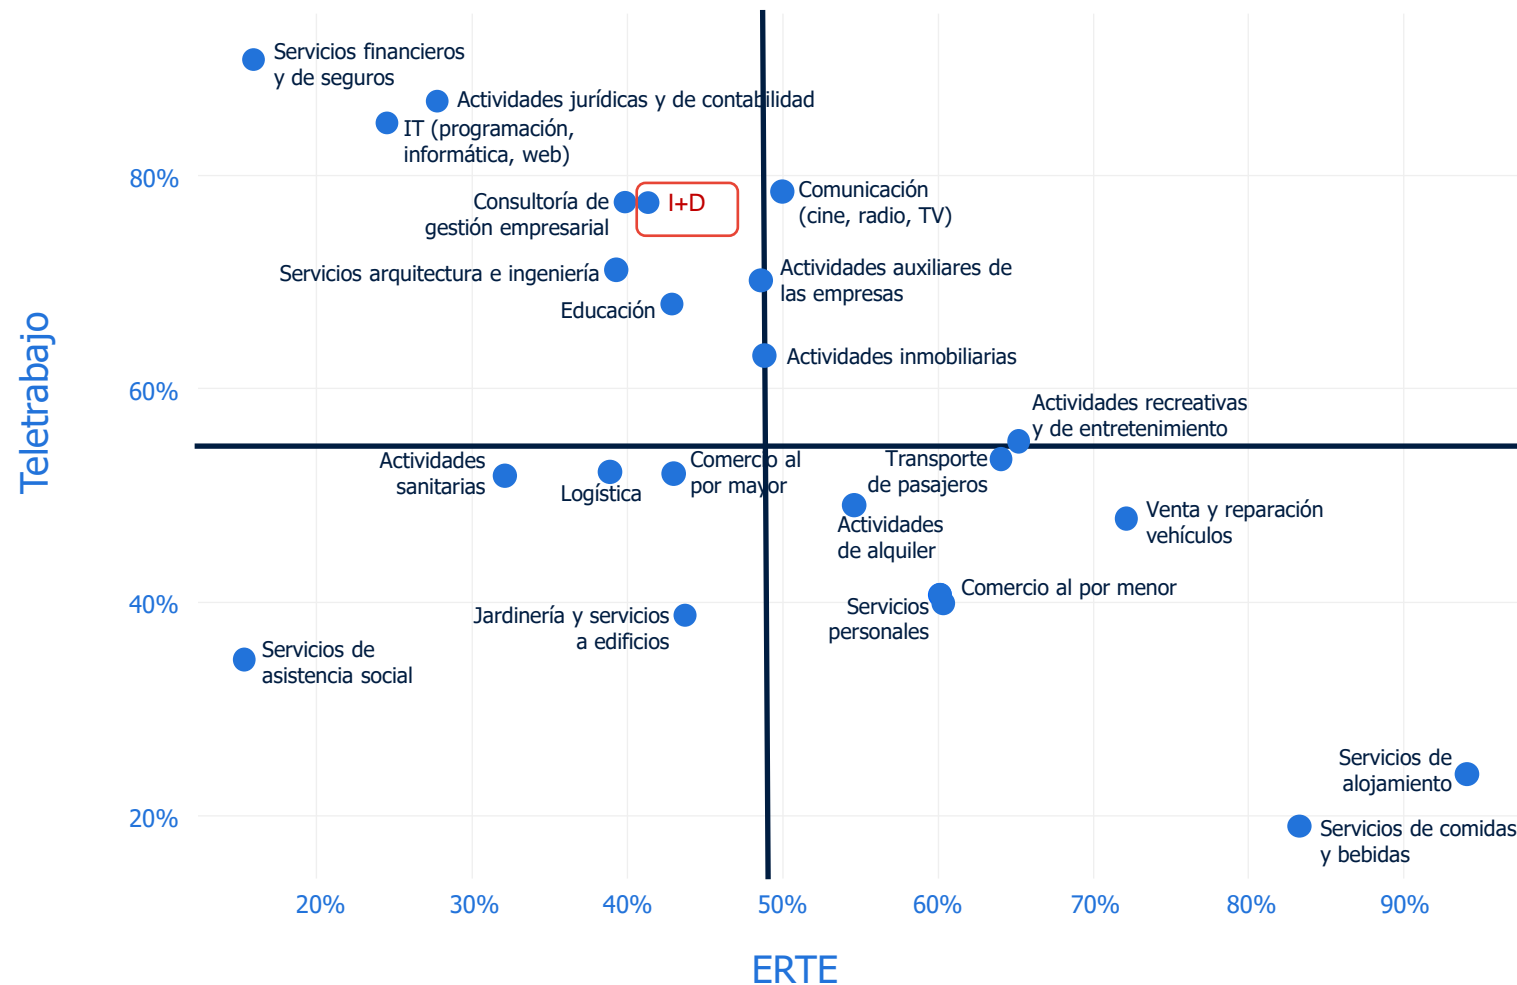 Servicios financieros
y de seguros
Actividades jurídicas y de contabilidad
IT (programación,
informática, web)
80%
Consultoría de
gestión empresarial
I+D
Comunicación
(cine, radio, TV)
Servicios arquitectura e ingeniería
Actividades auxiliares de
las empresas
Educación
Actividades inmobiliarias
Teletrabajo
60%
Actividades recreativas
y de entretenimiento
Actividades
sanitarias
Logística
Comercio al
por mayor
Transporte
de pasajeros
Actividades
de alquiler
Venta y reparación
vehículos
40%
Comercio al por menor
Servicios
personales
Jardinería y servicios
a edificios
Servicios de
asistencia social
Servicios de
alojamiento
20%
Servicios de comidas
y bebidas
20%
30%
40%
50%
60%
70%
80%
90%
ERTE